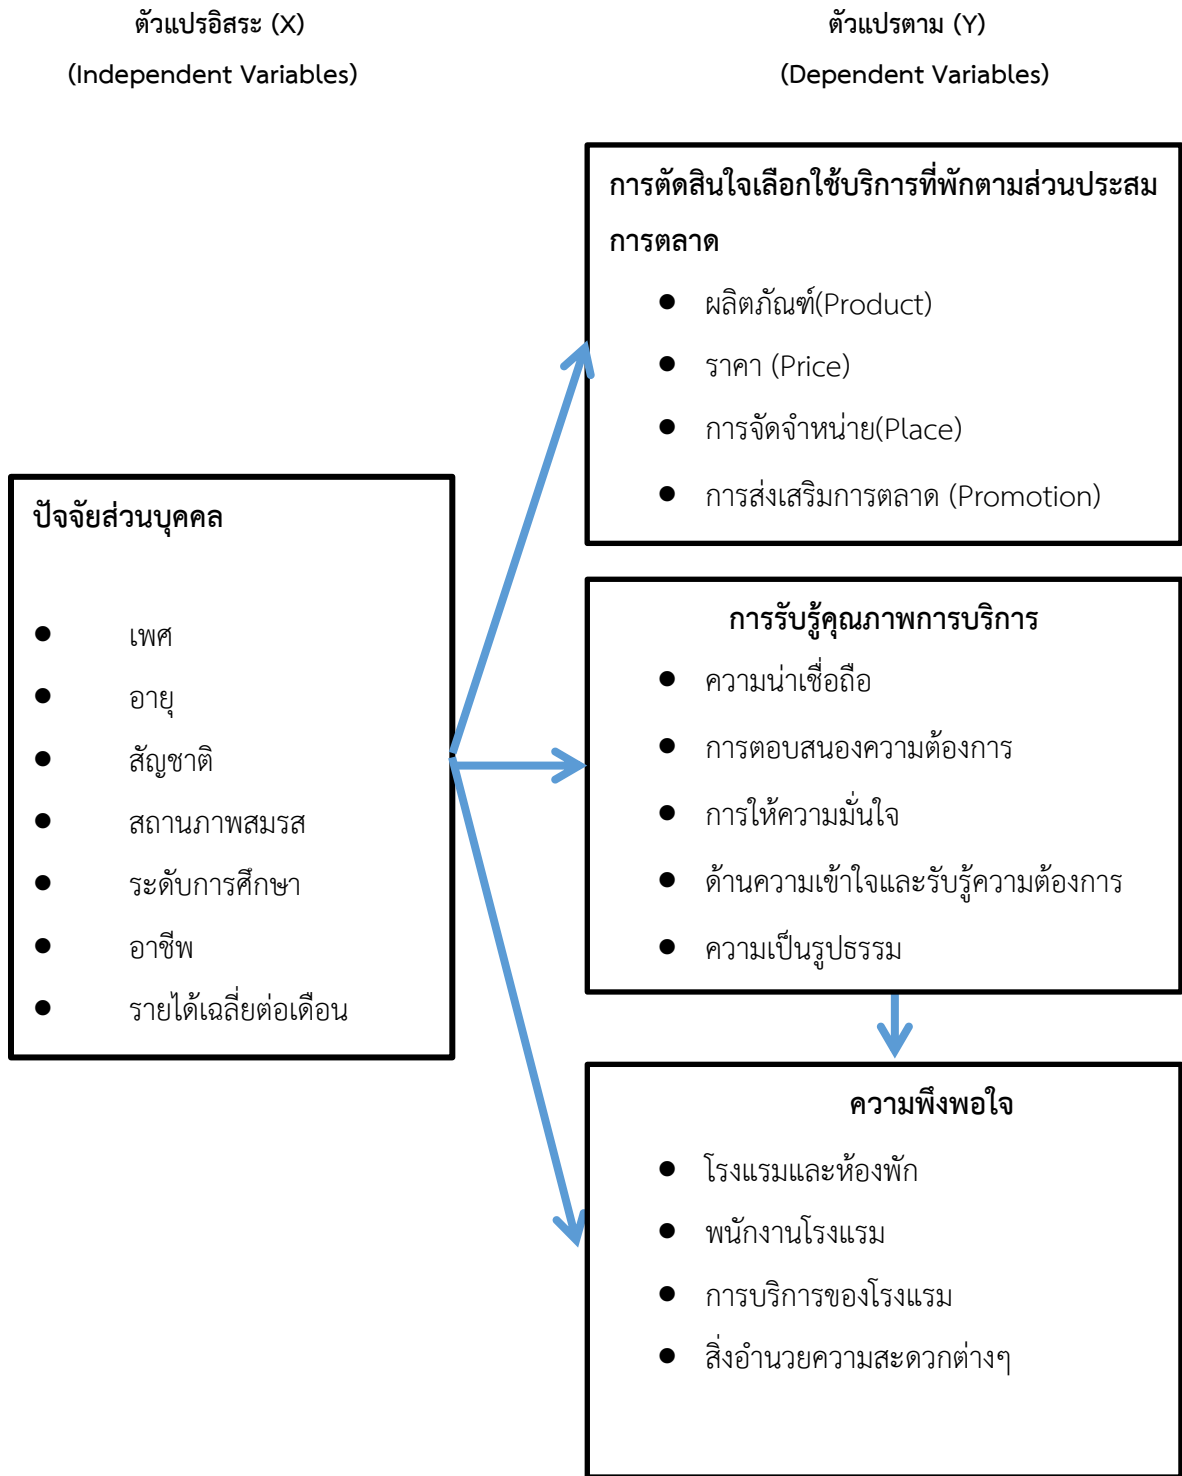 ตัวแปรอิสระ (X)
(Independent Variables)
ตัวแปรตาม (Y)
(Dependent Variables)
การตัดสินใจเลือกใช้บริการที่พักตามส่วนประสม
การตลาด
● ผลิตภัณฑ์(Product)
● ราคา (Price)
● การจัดจำหน่าย(Place)
● การส่งเสริมการตลาด (Promotion)
ปัจจัยส่วนบุคคล
● เพศ
● อายุ
● สัญชาติ
● สถานภาพสมรส
● ระดับการศึกษา
● อาชีพ
● รายได้เฉลี่ยต่อเดือน
การรับรู้คุณภาพการบริการ
● ความน่าเชื่อถือ
● การตอบสนองความต้องการ
● การให้ความมั่นใจ
● ด้านความเข้าใจและรับรู้ความต้องการ
● ความเป็นรูปธรรม
ความพึงพอใจ
● โรงแรมและห้องพัก
● พนักงานโรงแรม
● การบริการของโรงแรม
● สิ่งอำนวยความสะดวกต่างๆ